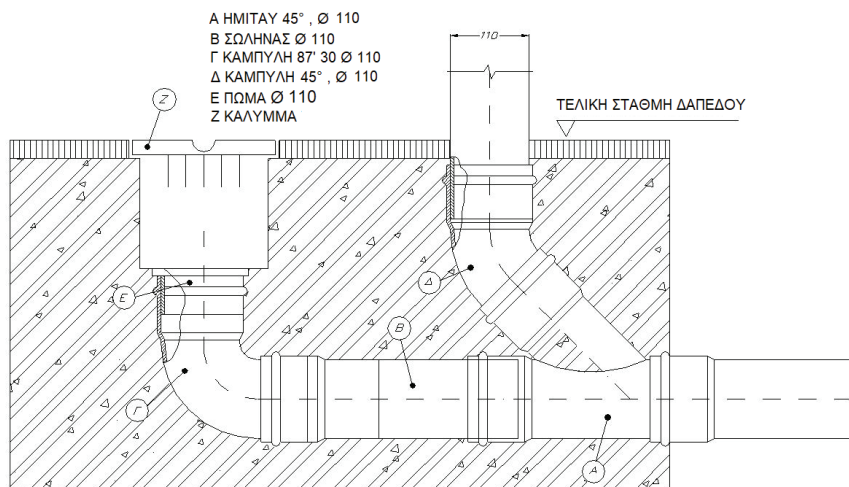 Α ΗΜΙΤΑΥ 45° , Ø 110
Β ΣΩΛΗΝΑΣ Ø 110
Γ ΚΑΜΠΥΛΗ 87' 30 Ø 110
Δ ΚΑΜΠΥΛΗ 45° , Ø 110
Ε ΠΩΜΑ Ø 110
Ζ ΚΑΛΥΜΜΑ
110
Ζ
ΤΕΛΙΚΗ ΣΤΑΘΜΗ ΔΑΠΕΔΟΥ
Δ
Ε
Β
Γ
Α